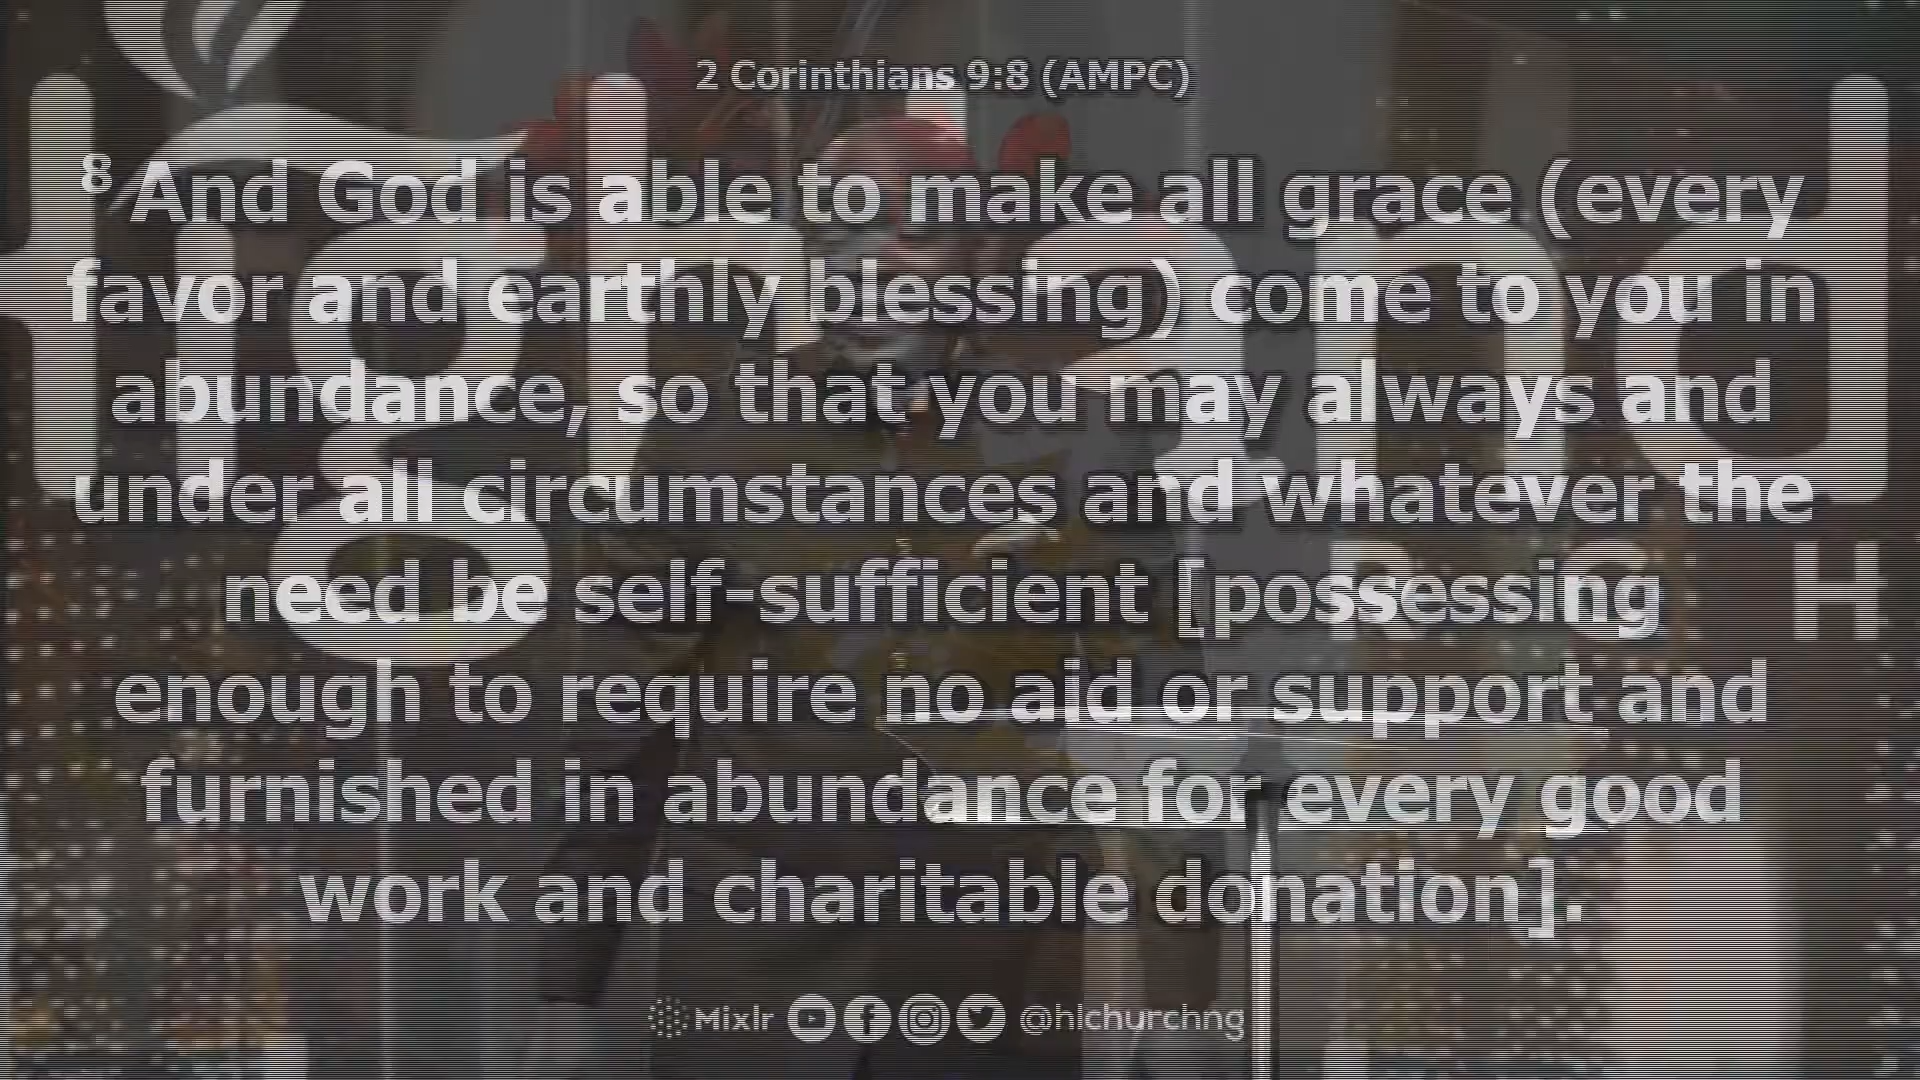 2 Corinthians 9:8 (AMPC)
8 And God is able to make all grace (every
favor and earthly blessing) come to you in
abundance, so that you may always and
under all circumstances and whatever the
need be self-sufficient [possessing
enough to require no aid or support and
furnished in abundance for every good
work and charitable donation].
Mixlr @hlchurchng